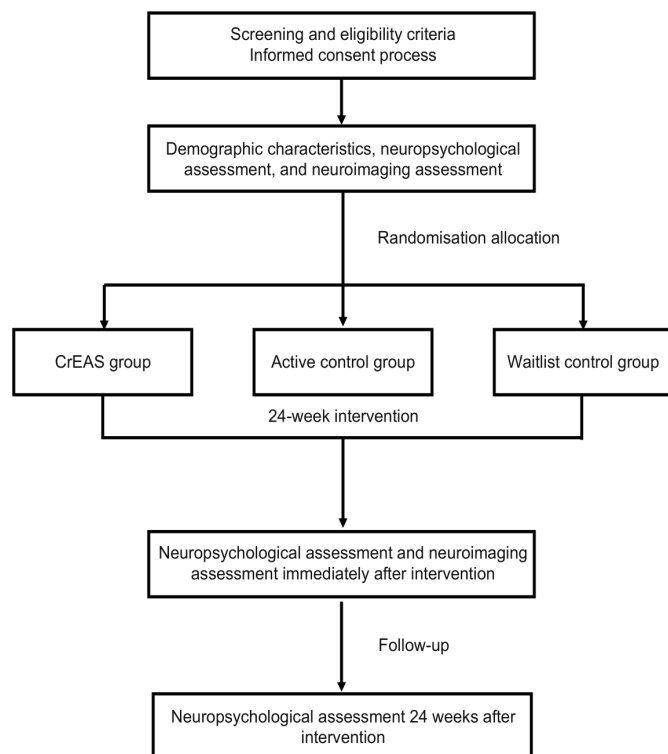 Screening and eligibility criteria
Informed consent process
Demographic characteristics, neuropsychological
assessment, and neuroimaging assessment
Randomisation allocation
CrEAS group
Active control group
Waitlist control group
24-week intervention
Neuropsychological assessment and neuroimaging
assessment immediately after intervention
Follow-up
Neuropsychological assessment 24 weeks after
intervention